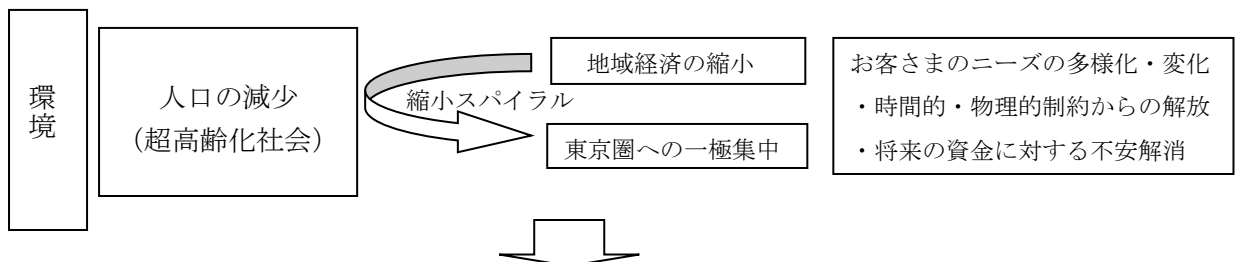 環境
人口の減少
（超高齢化社会）
縮小スパイラル
地域経済の縮小
東京圏への一極集中
お客さまのニーズの多様化・変化
・時間的・物理的制約からの解放
・将来の資金に対する不安解消